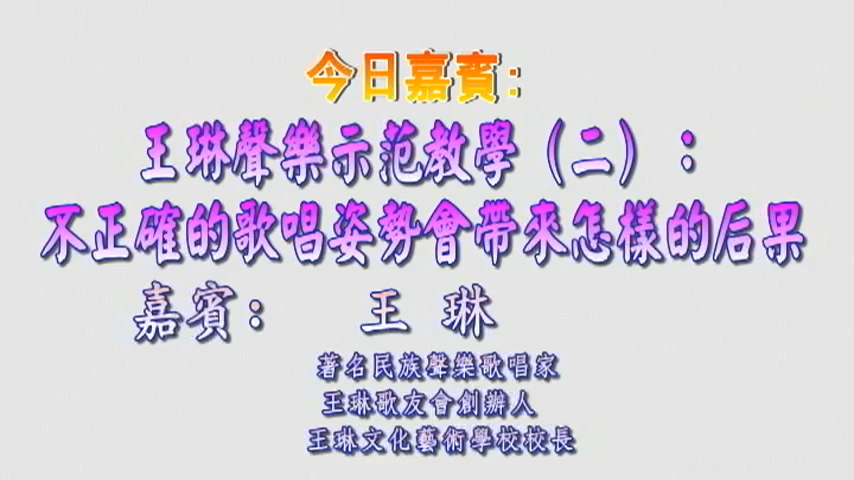 今日嘉賓：
王琳聲樂示范教學（二）：
不正確的歌唱姿勢會帶來怎樣的后果
嘉賓： 王 琳
著名民族聲樂歌唱家
王琳歌友會創辦人
王琳文化藝術學校校長